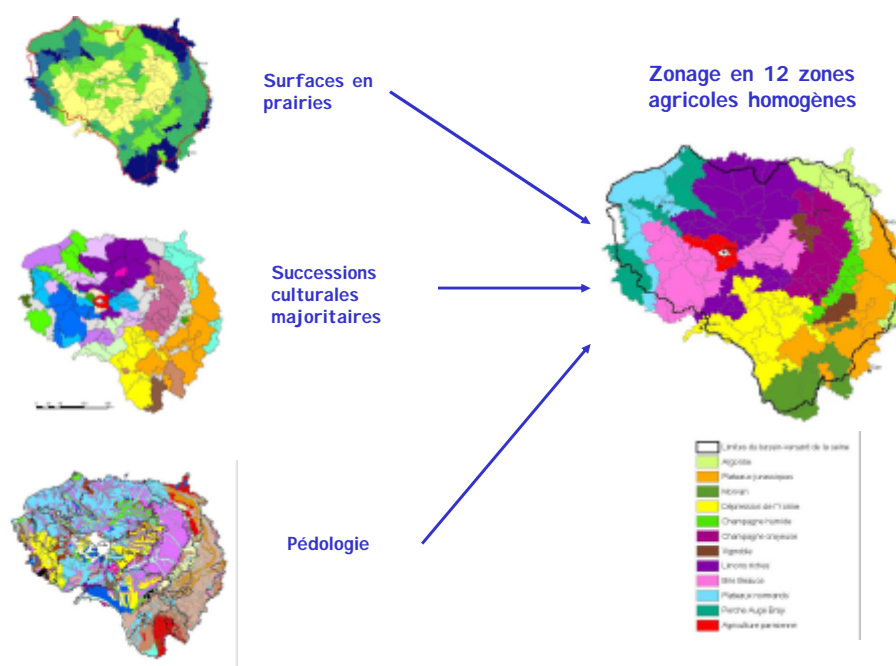 Surfaces en
prairies
Zonage en 12 zones
agricoles homogènes
Successions
culturales
majoritaires
Pédologie
Limites du bassin-versant de la seine
Argonne
Plateaux jurassiques
Morvan
Dépression de l'Yonne
Champagne humide
Champagne crayeuse
Vignoble
Limons riches
Brie Beauce
Plateaux normands
Perche Auge Bray
Agriculture parisienne